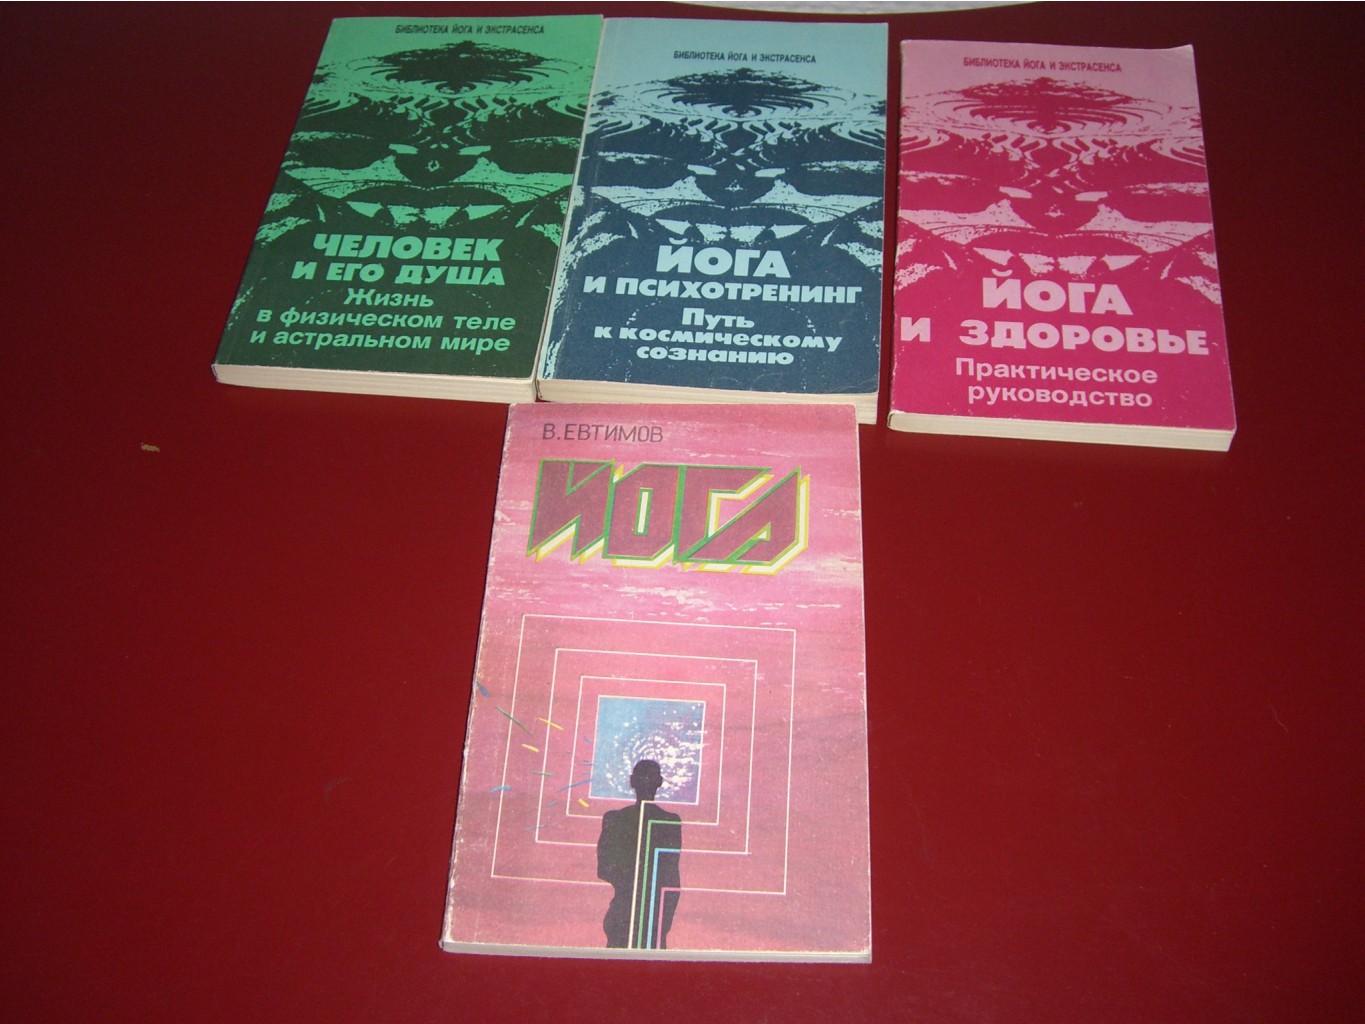 БИБЛИОТЕКА ЙОГА И ЭКСТРАСЕНСА
ЧЕЛОВЕК
И ЕГО ДУША
Жизнь
в физическом теле
и астральном мире
БИБЛИОТЕКА ЙОГА И ЭКСТРАСЕНСА
ЙОГА
И ПСИХОТРЕНИНГ
Путь
к космическому
сознанию
БИБЛИОТЕКА ЙОГА И ЭКСТРАСЕНСА
ЙОГА
И ЗДОРОВЬЕ
Практическое
руководство
В.ЕВТИМОВ
ЙОГА